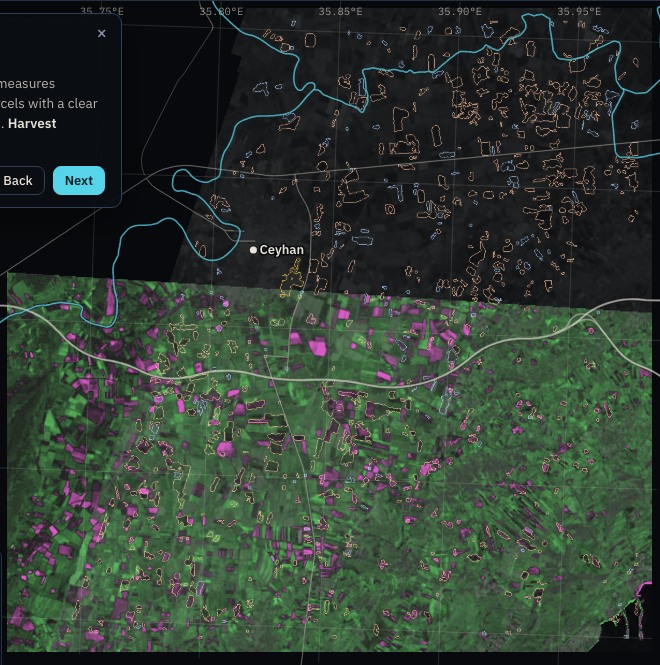 35.75°E 35.80°E 35.85°E 35.90°E 35.95°E
×
measures
cels with a clear
. Harvest
Back Next
Ceyhan